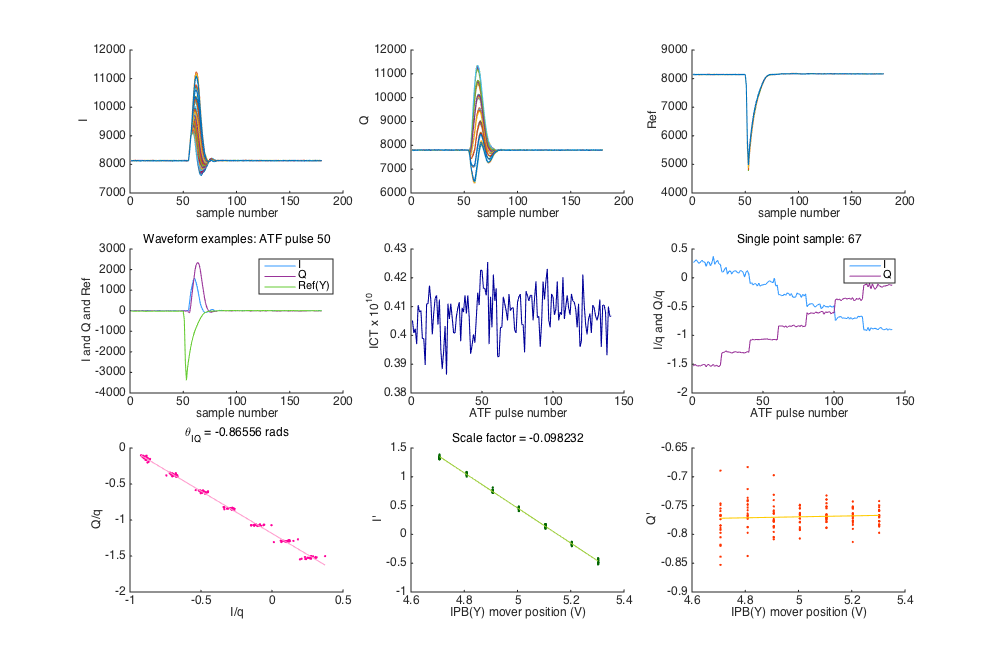 12000
11000
10000
9000
8000
7000
0 50 100 150 200
I
sample number
12000
11000
10000
9000
8000
7000
6000
0 50 100 150 200
Q
sample number
9000
8000
7000
6000
5000
4000
0 50 100 150 200
Ref
sample number
Waveform examples: ATF pulse 50
3000
2000
1000
0
-1000
-2000
-3000
-4000
0 50 100 150 200
I and Q and Ref
sample number
I
Q
Ref(Y)
0.43
0.42
0.41
0.4
0.39
0.38
0 50 100 150
ICT x 10^10
ATF pulse number
Single point sample: 67
0.5
0
-0.5
-1
-1.5
-2
0 50 100 150
I/q and Q/q
ATF pulse number
I
Q
θ_IQ = -0.86556 rads
0
-0.5
-1
-1.5
-2
-1 -0.5 0 0.5
Q/q
I/q
Scale factor = -0.098232
1.5
1
0.5
0
-0.5
-1
4.6 4.8 5 5.2 5.4
I'
IPB(Y) mover position (V)
-0.65
-0.7
-0.75
-0.8
-0.85
-0.9
4.6 4.8 5 5.2 5.4
Q'
IPB(Y) mover position (V)